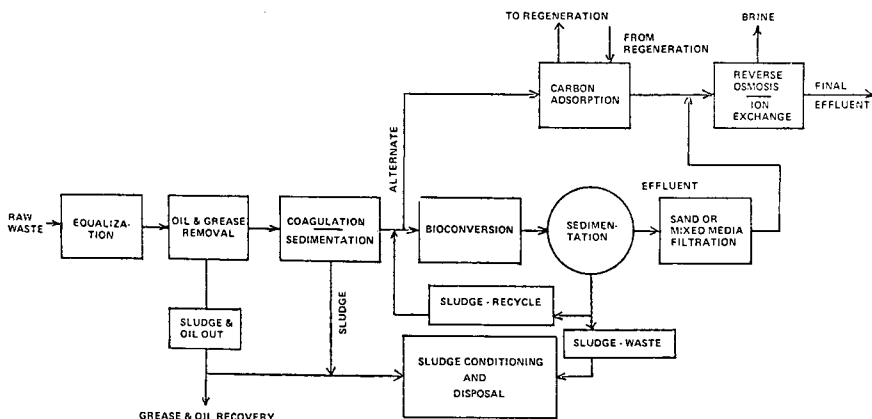 TO REGENERATION
FROM
REGENERATION
BRINE
CARBON
ADSORPTION
REVERSE
OSMOSIS
ION
EXCHANGE
FINAL
EFFLUENT
ALTERNATE
RAW
WASTE
EQUALIZA-
TION
OIL & GREASE
REMOVAL
COAGULATION
SEDIMENTATION
BIOCONVERSION
SEDIMEN-
TATION
EFFLUENT
SAND OR
MIXED MEDIA
FILTRATION
SLUDGE &
OIL OUT
SLUDGE
SLUDGE - RECYCLE
SLUDGE - WASTE
SLUDGE CONDITIONING
AND
DISPOSAL
GREASE & OIL RECOVERY